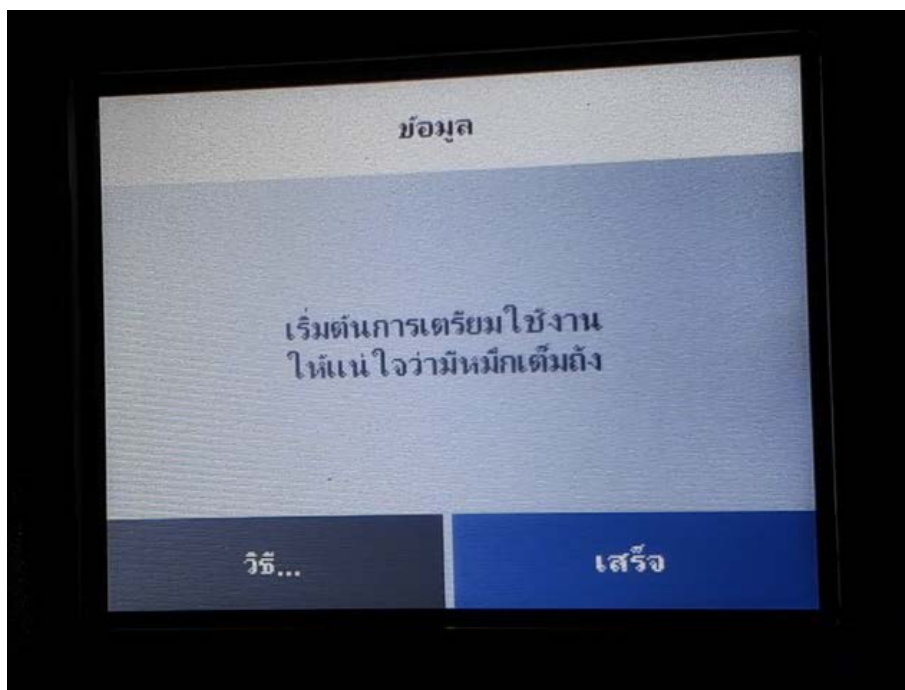 ข้อมูล
เริ่มต้นการเตรียมใช้งาน
ให้แน่ใจว่ามีหมึกเต็มถัง
วิธี...
เสร็จ